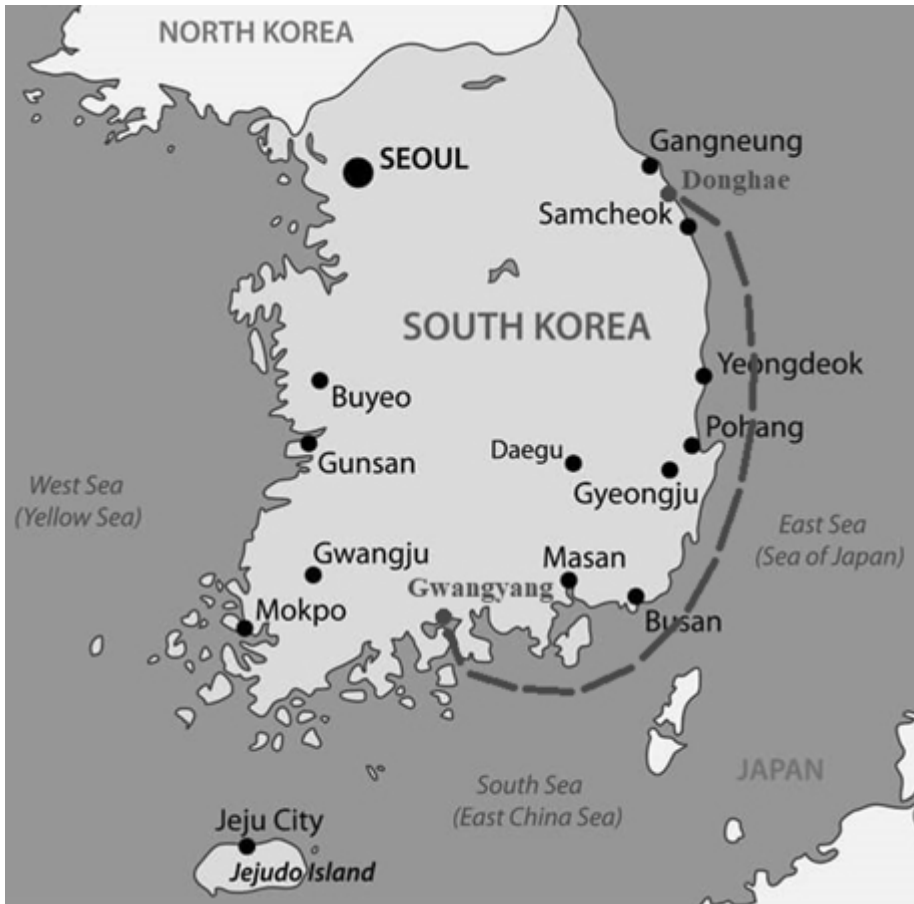 NORTH KOREA
SEOUL
Gangneung
Donghae
Samcheok
SOUTH KOREA
Yeongdeok
Buyeo
Pohang
Gunsan
Daegu
Gyeongju
West Sea
(Yellow Sea)
East Sea
(Sea of Japan)
Gwangju
Masan
Gwangyang
Mokpo
Busan
JAPAN
South Sea
(East China Sea)
Jeju City
Jejudo Island